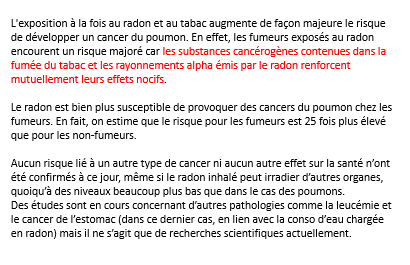 L'exposition à la fois au radon et au tabac augmente de façon majeure le risque
de développer un cancer du poumon. En effet, les fumeurs exposés au radon
encourent un risque majoré car les substances cancérogènes contenues dans la
fumée du tabac et les rayonnements alpha émis par le radon renforcent
mutuellement leurs effets nocifs.
Le radon est bien plus susceptible de provoquer des cancers du poumon chez les
fumeurs. En fait, on estime que le risque pour les fumeurs est 25 fois plus élevé
que pour les non-fumeurs.
Aucun risque lié à un autre type de cancer ni aucun autre effet sur la santé n'ont
été confirmés à ce jour, même si le radon inhalé peut irradier d'autres organes,
quoiqu'à des niveaux beaucoup plus bas que dans le cas des poumons.
Des études sont en cours concernant d'autres pathologies comme la leucémie et
le cancer de l'estomac (dans ce dernier cas, en lien avec la conso d'eau chargée
en radon) mais il ne s'agit que de recherches scientifiques actuellement.